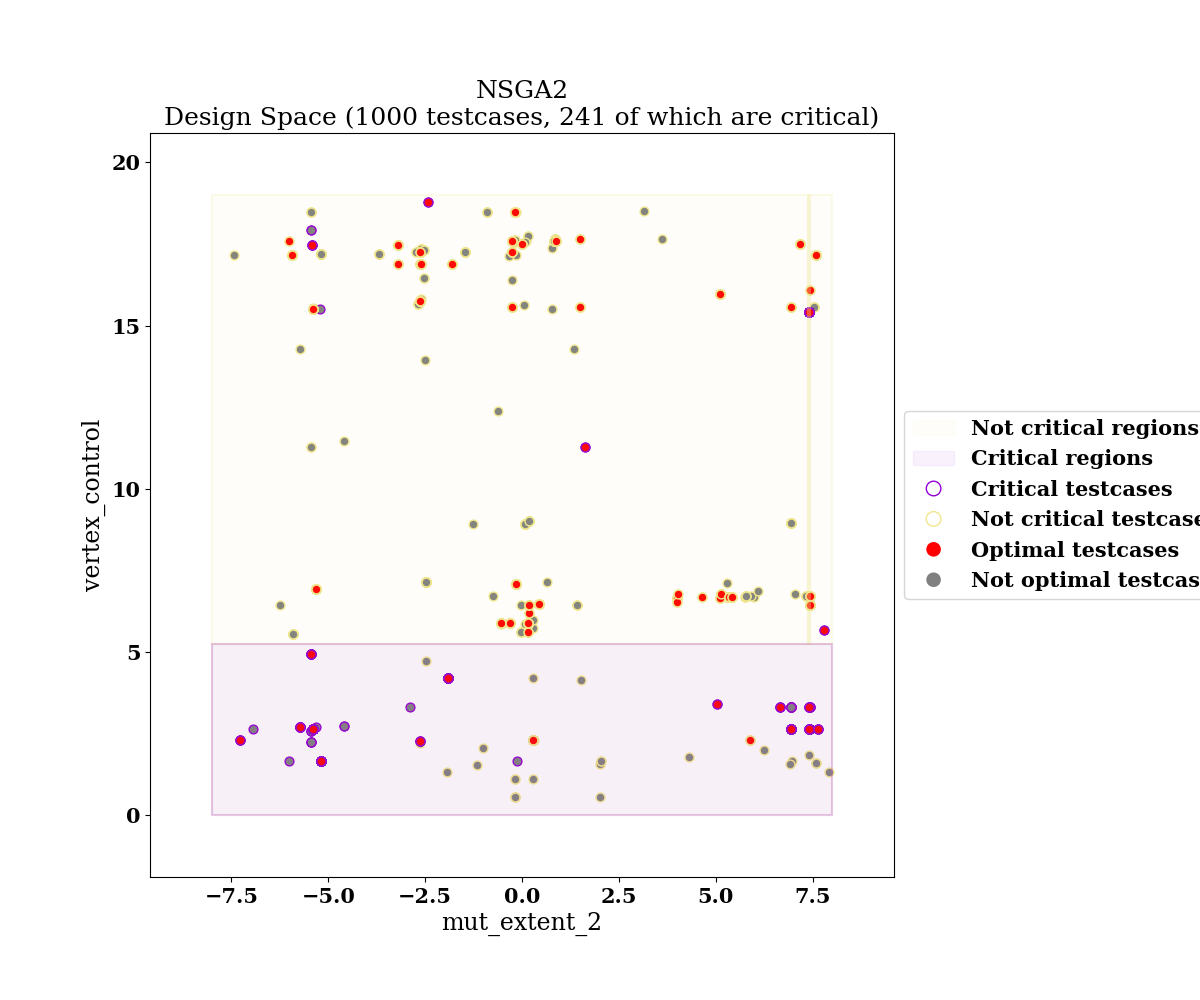 NSGA2
Design Space (1000 testcases, 241 of which are critical)
20
15
10
5
0
vertex_control
−7.5
−5.0
−2.5
0.0
2.5
5.0
7.5
mut_extent_2
Not critical regions
Critical regions
Critical testcases
Not critical testcase
Optimal testcases
Not optimal testcas